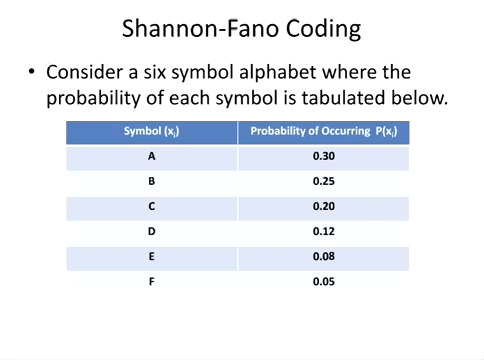 Shannon-Fano Coding
• Consider a six symbol alphabet where the
probability of each symbol is tabulated below.
Symbol (xi) Probability of Occurring P(xi)
A 0.30
B 0.25
C 0.20
D 0.12
E 0.08
F 0.05